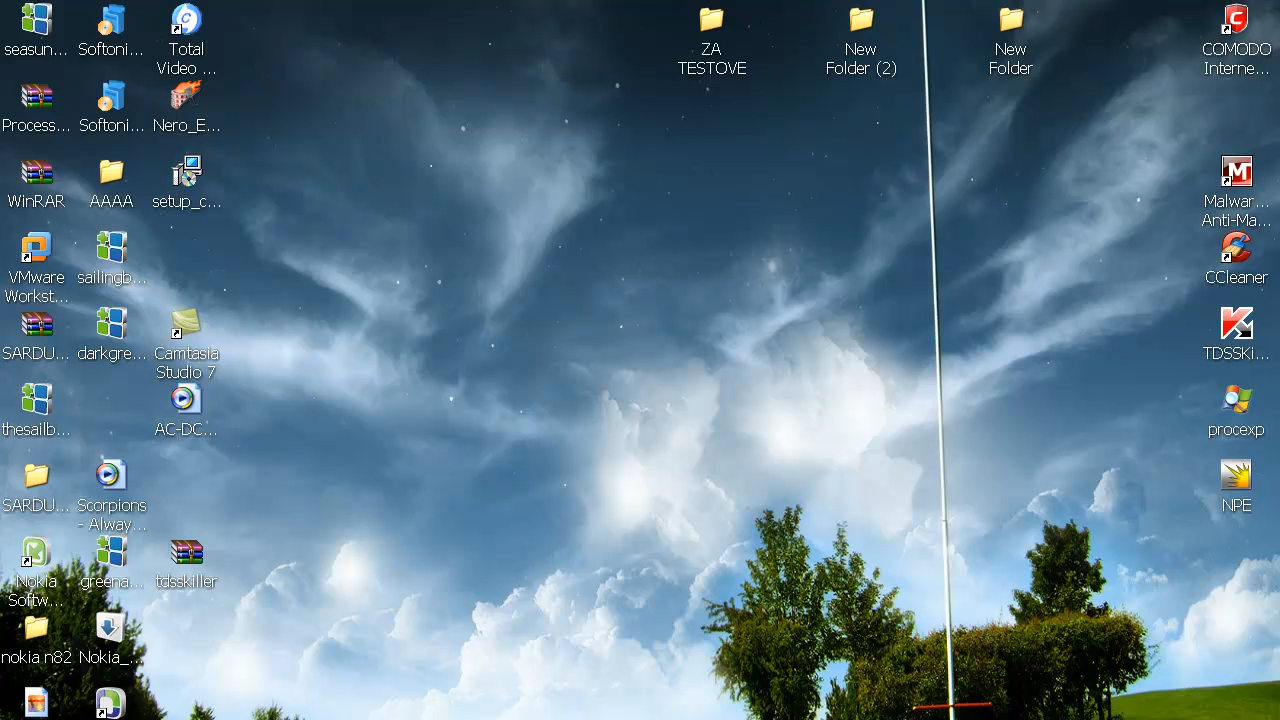 seasun...
Softoni...
Total
Video ...
Process...
Softoni...
Nero_E...
WinRAR
AAAA
setup_c...
VMware
Workst...
sailingb...
SARDU...
darkgre...
Camtasia
Studio 7
thesailb...
AC-DC...
SARDU...
Scorpions
- Alway...
Nokia
Softw...
greena...
tdsskiller
nokia n82
Nokia_...
ZA
TESTOVE
New
Folder (2)
New
Folder
COMODO
Interne...
Malwar...
Anti-Ma...
CCleaner
TDSSKi...
procexp
NPE